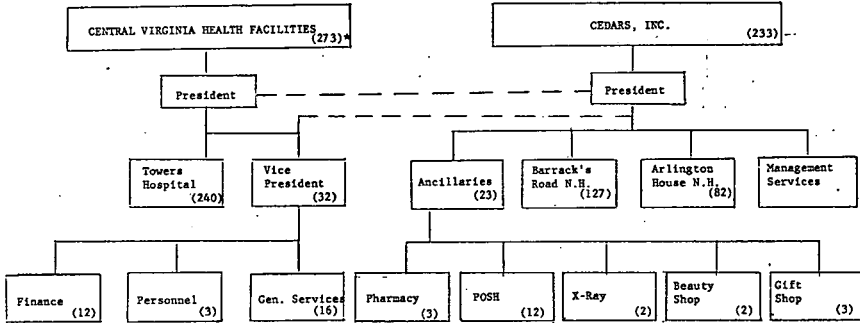 CENTRAL VIRGINIA HEALTH FACILITIES
(273)*
CEDARS, INC.
(233)
President
President
Towers
Hospital
(240)
Vice
President
(32)
Ancillaries
(23)
Barrack's
Road N.H.
(127)
Arlington
House N.H.
(82)
Management
Services
Finance
(12)
Personnel
(3)
Gen. Services
(16)
Pharmacy
(3)
POSH
(12)
X-Ray
(2)
Beauty
Shop
(2)
Gift
Shop
(3)